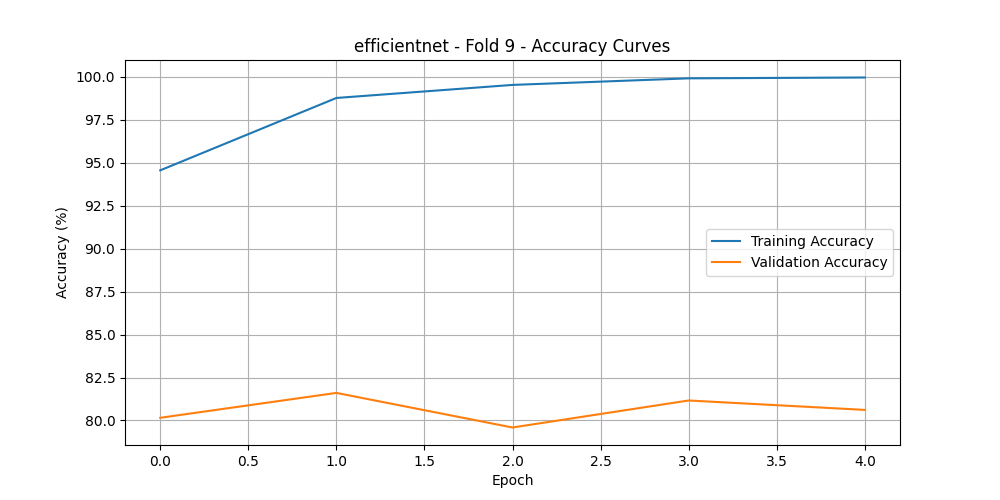 efficientnet - Fold 9 - Accuracy Curves
100.0
97.5
95.0
92.5
90.0
87.5
85.0
82.5
80.0
Accuracy (%)
Training Accuracy
Validation Accuracy
0.0 0.5 1.0 1.5 2.0 2.5 3.0 3.5 4.0
Epoch